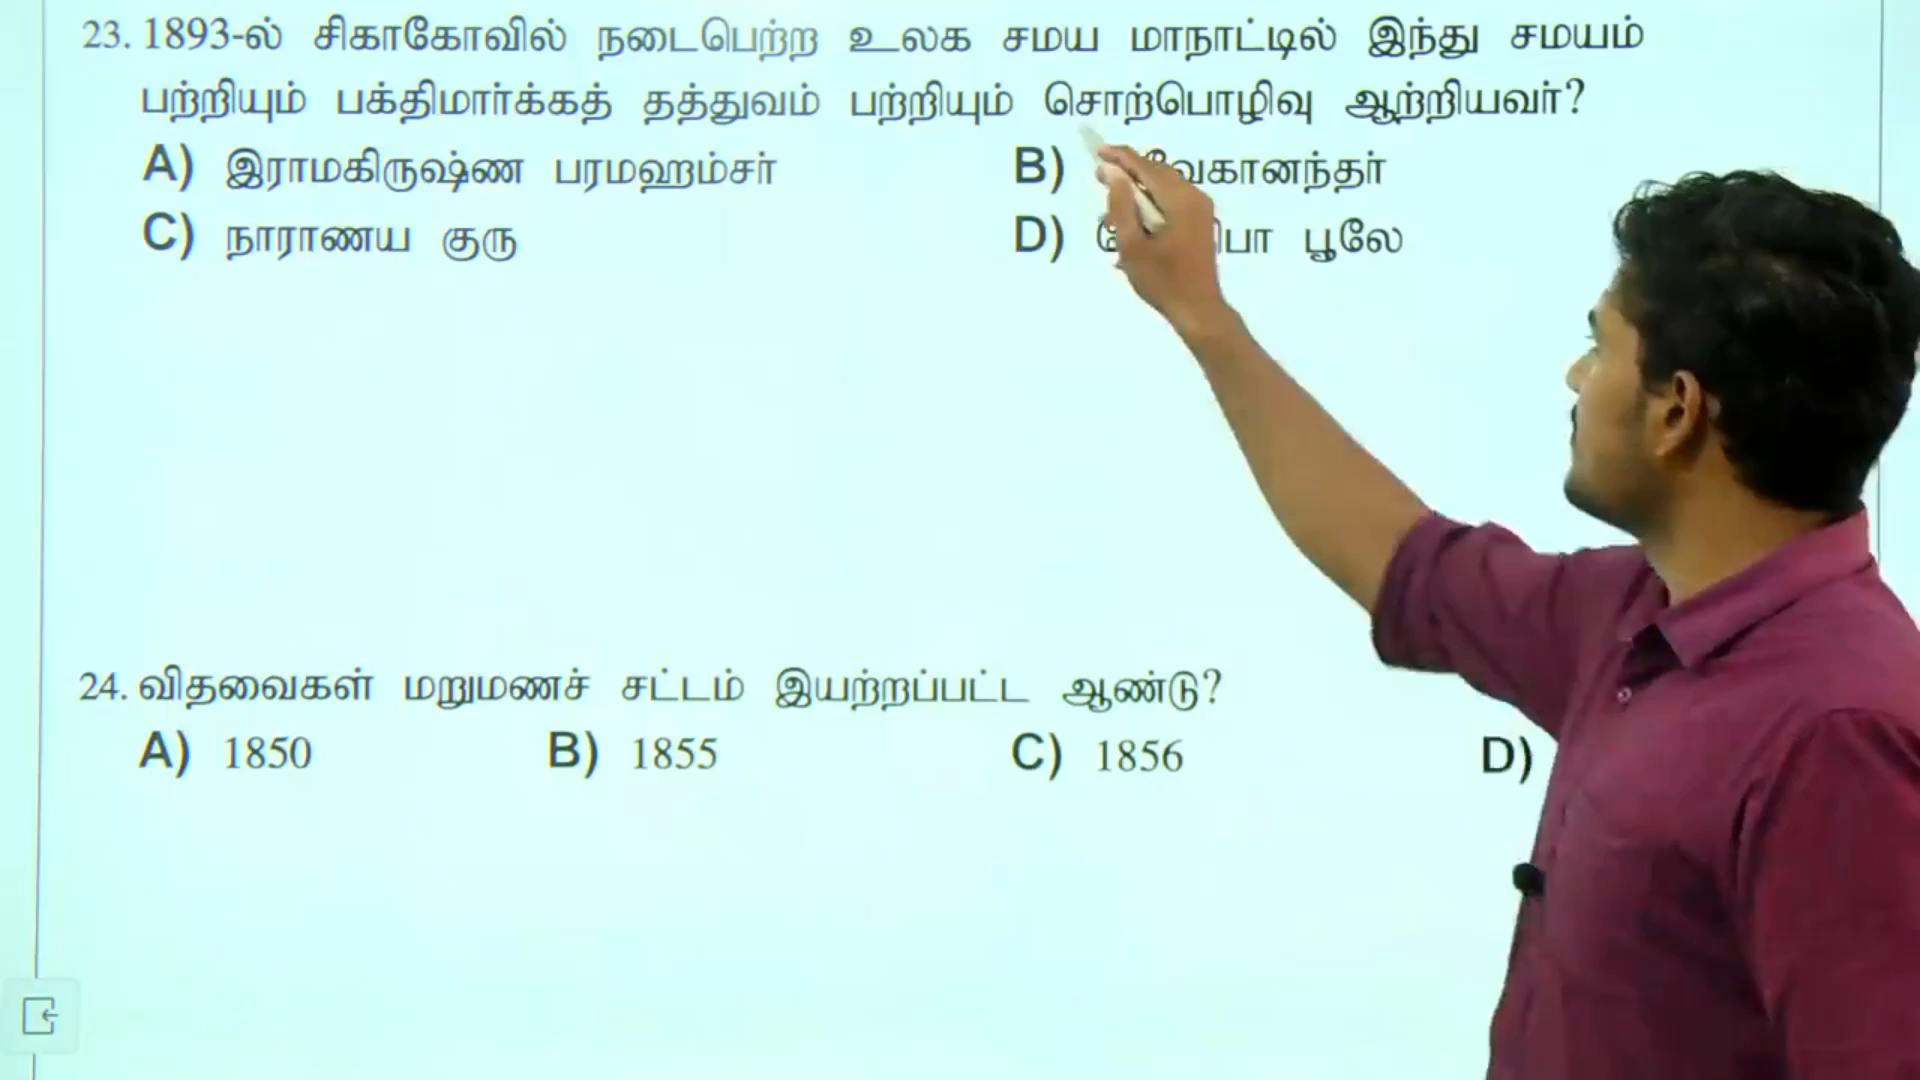 23. 1893-ல் சிகாகோவில் நடைபெற்ற உலக சமய மாநாட்டில் இந்து சமயம்
பற்றியும் பக்திமார்க்கத் தத்துவம் பற்றியும் சொற்பொழிவு ஆற்றியவர்?
A) இராமகிருஷ்ண பரமஹம்சர் B)
C) நாராணய குரு D) பூலே
24. விதவைகள் மறுமணச் சட்டம் இயற்றப்பட்ட ஆண்டு?
A) 1850 B) 1855 C) 1856 D)